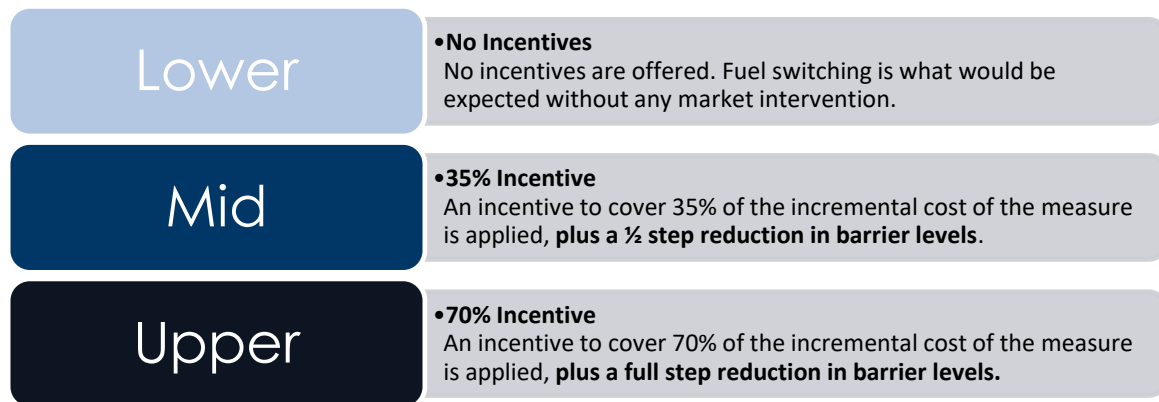 Lower
•No Incentives
No incentives are offered. Fuel switching is what would be
expected without any market intervention.
Mid
•35% Incentive
An incentive to cover 35% of the incremental cost of the measure
is applied, plus a ½ step reduction in barrier levels.
Upper
•70% Incentive
An incentive to cover 70% of the incremental cost of the measure
is applied, plus a full step reduction in barrier levels.